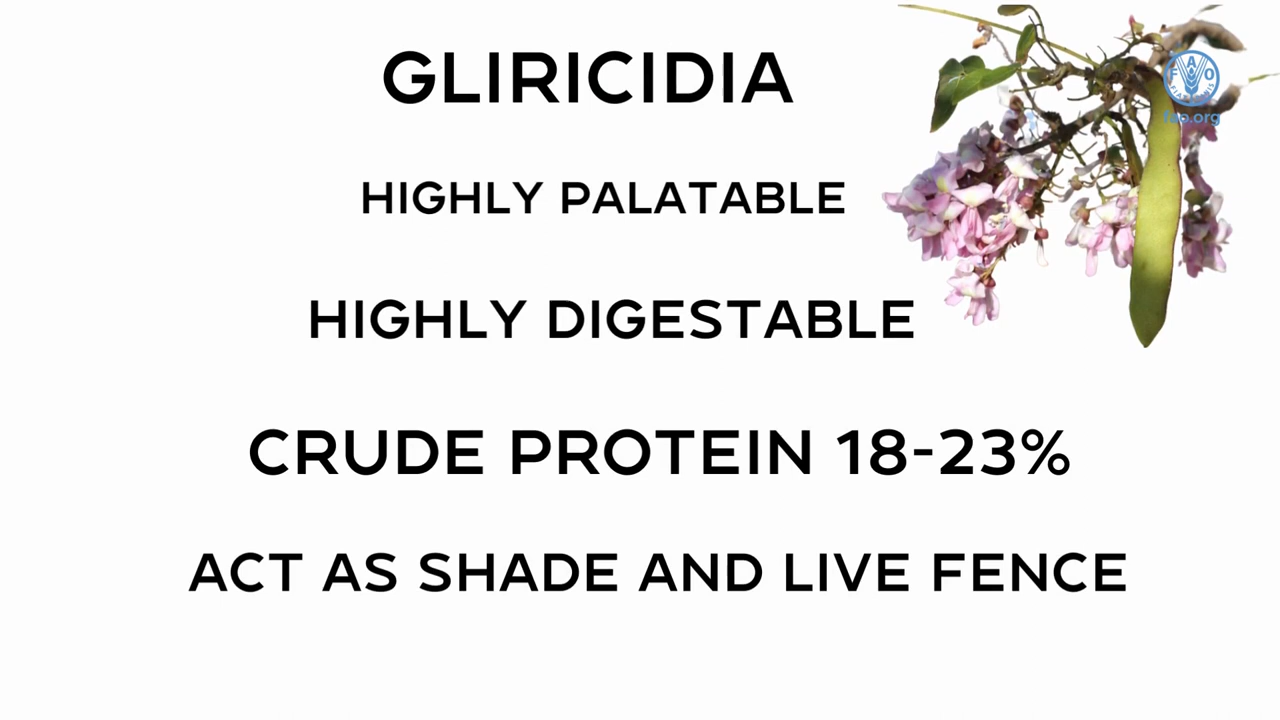 GLIRICIDIA
HIGHLY PALATABLE
HIGHLY DIGESTABLE
CRUDE PROTEIN 18-23%
ACT AS SHADE AND LIVE FENCE
F A O
fao.org